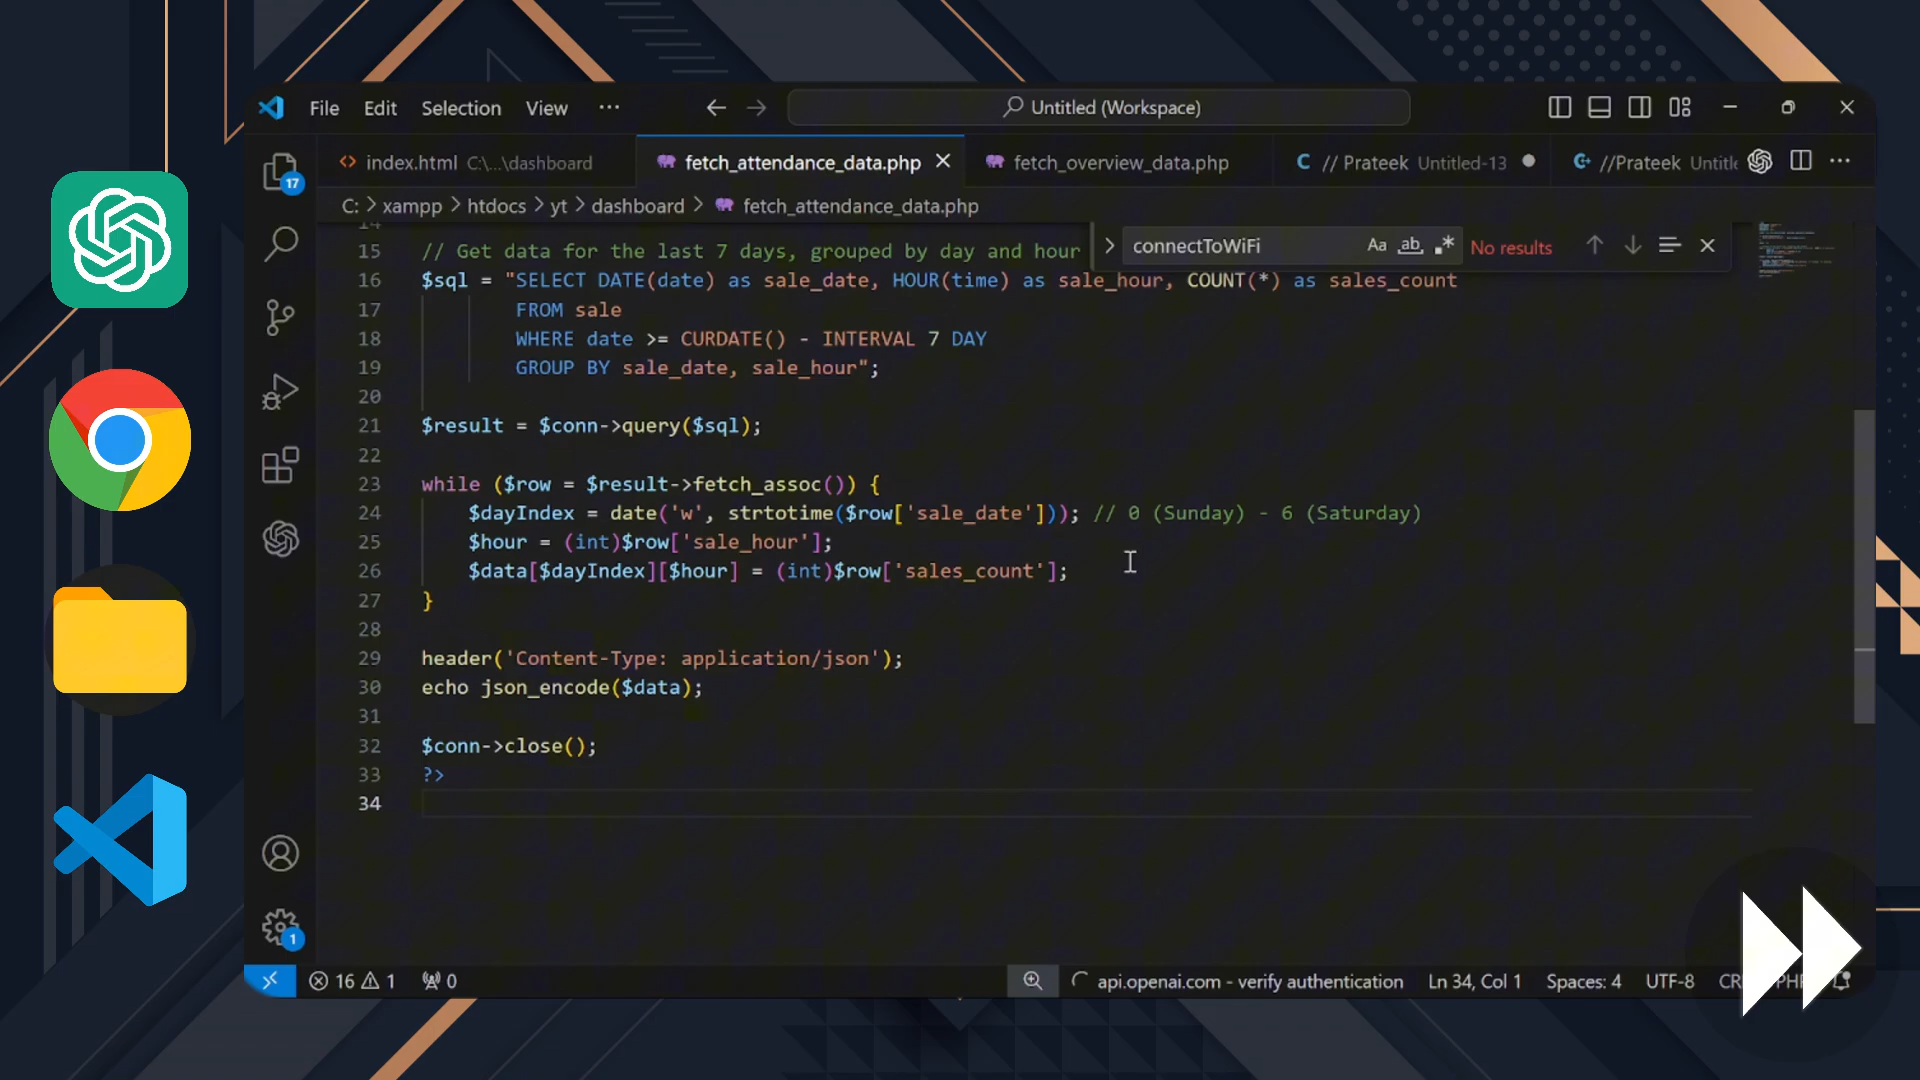 File Edit Selection View ··· Untitled (Workspace)
index.html C:\...\dashboard fetch_attendance_data.php fetch_overview_data.php C // Prateek Untitled-13 //Prateek
17
C: > xampp > htdocs > yt > dashboard > fetch_attendance_data.php
connectToWiFi Aa ab No results
15 // Get data for the last 7 days, grouped by day and hour
16 $sql = "SELECT DATE(date) as sale_date, HOUR(time) as sale_hour, COUNT(*) as sales_count
17 FROM sale
18 WHERE date >= CURDATE() - INTERVAL 7 DAY
19 GROUP BY sale_date, sale_hour";
20
21 $result = $conn->query($sql);
22
23 while ($row = $result->fetch_assoc()) {
24 $dayIndex = date('w', strtotime($row['sale_date'])); // 0 (Sunday) - 6 (Saturday)
25 $hour = (int)$row['sale_hour'];
26 $data[$dayIndex][$hour] = (int)$row['sales_count'];
27 }
28
29 header('Content-Type: application/json');
30 echo json_encode($data);
31
32 $conn->close();
33 ?>
34
1
16 1 0 api.openai.com - verify authentication Ln 34, Col 1 Spaces: 4 UTF-8